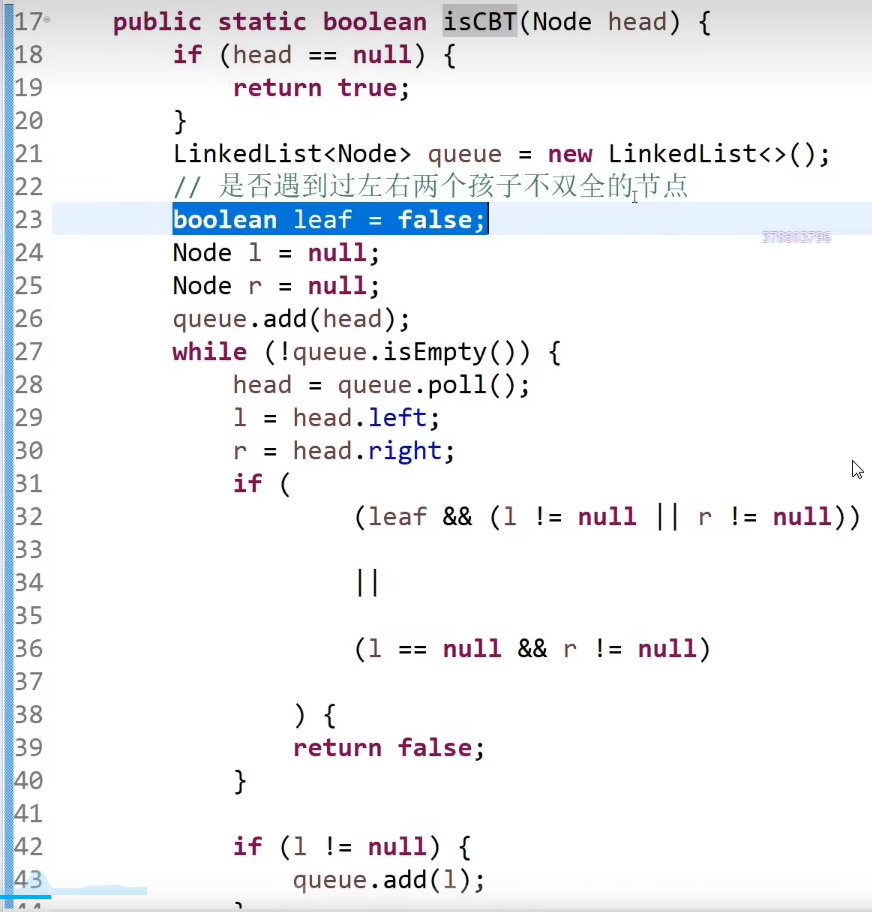 17 public static boolean isCBT(Node head) {
18 if (head == null) {
19 return true;
20 }
21 LinkedList<Node> queue = new LinkedList<>();
22 // 是否遇到过左右两个孩子不双全的节点
23 boolean leaf = false;
24 Node l = null;
25 Node r = null;
26 queue.add(head);
27 while (!queue.isEmpty()) {
28 head = queue.poll();
29 l = head.left;
30 r = head.right;
31 if (
32 (leaf && (l != null || r != null))
33
34 ||
35
36 (l == null && r != null)
37
38 ) {
39 return false;
40 }
41
42 if (l != null) {
43 queue.add(l);